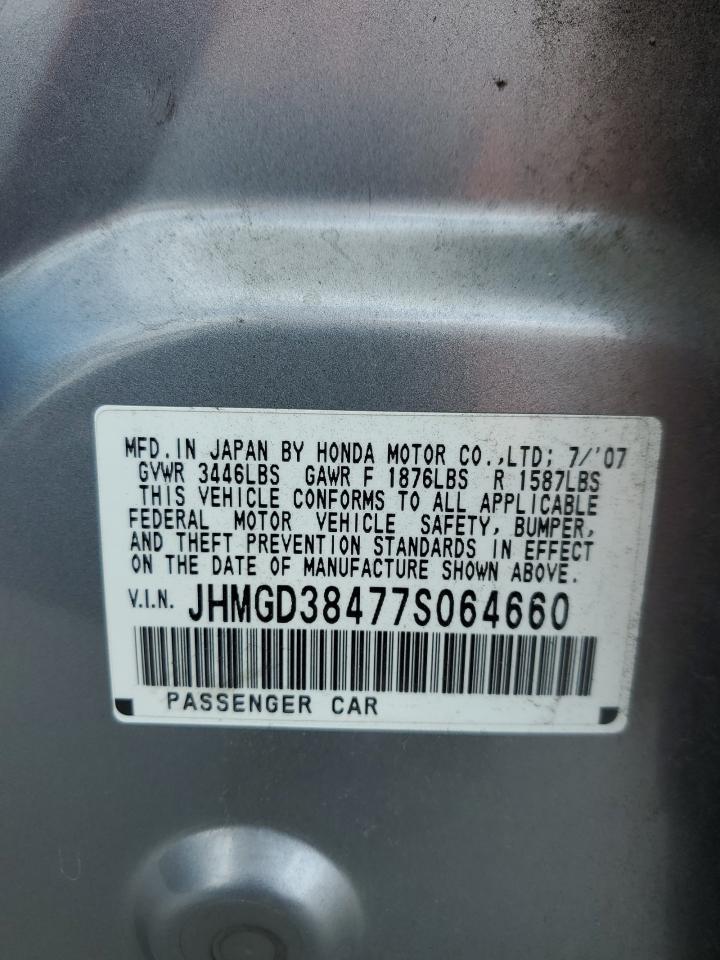 MFD.IN JAPAN BY HONDA MOTOR CO.,LTD; 7/'07
GVWR 3446LBS GAWR F 1876LBS R 1587LBS
THIS VEHICLE CONFORMS TO ALL APPLICABLE
FEDERAL MOTOR VEHICLE SAFETY, BUMPER,
AND THEFT PREVENTION STANDARDS IN EFFECT
ON THE DATE OF MANUFACTURE SHOWN ABOVE.
V.I.N. JHMGD38477S064660
PASSENGER CAR